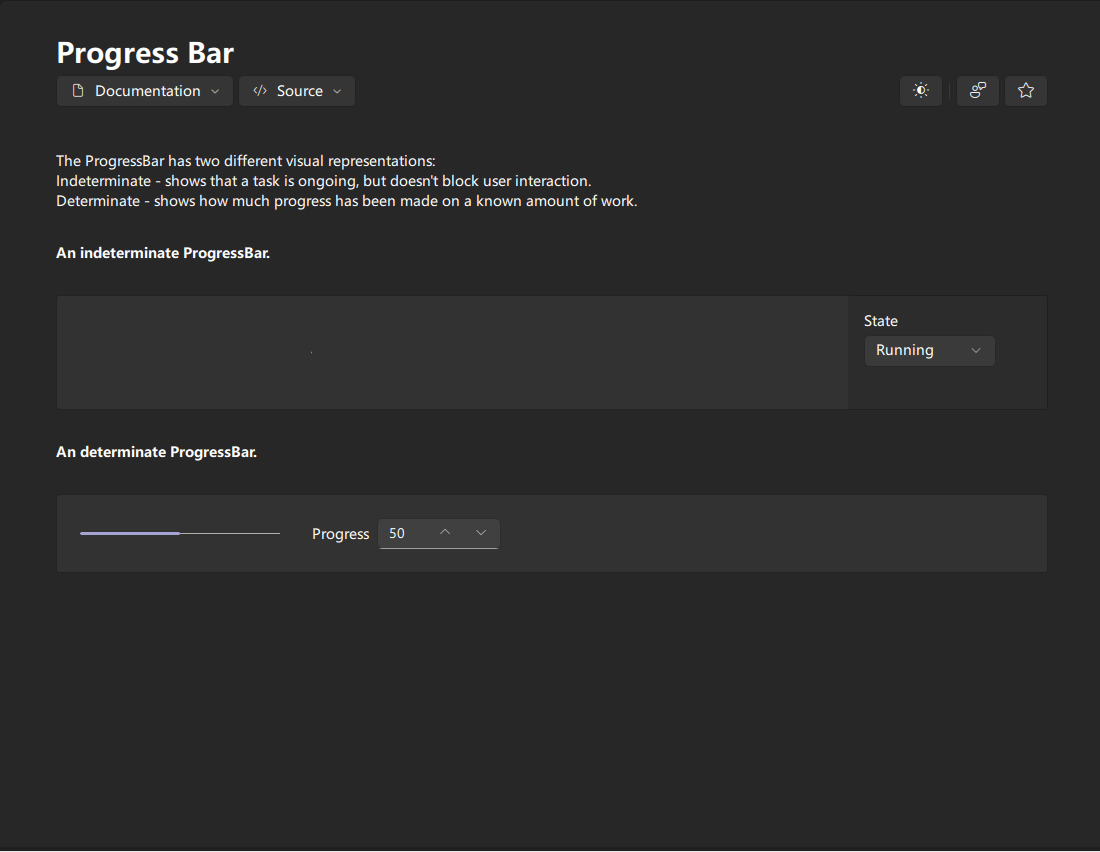 Progress Bar
Documentation
Source
The ProgressBar has two different visual representations:
Indeterminate - shows that a task is ongoing, but doesn't block user interaction.
Determinate - shows how much progress has been made on a known amount of work.
An indeterminate ProgressBar.
State
Running
An determinate ProgressBar.
Progress 50